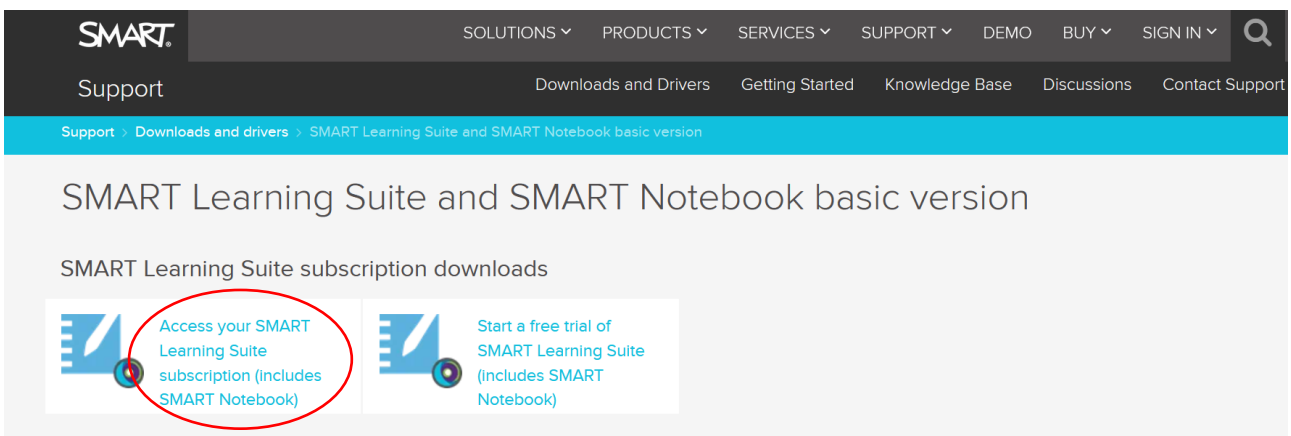 SMART. SOLUTIONS PRODUCTS SERVICES SUPPORT DEMO BUY SIGN IN
Support Downloads and Drivers Getting Started Knowledge Base Discussions Contact Support
Support > Downloads and drivers > SMART Learning Suite and SMART Notebook basic version
SMART Learning Suite and SMART Notebook basic version
SMART Learning Suite subscription downloads
Access your SMART
Learning Suite
subscription (includes
SMART Notebook)
Start a free trial of
SMART Learning Suite
(includes SMART
Notebook)